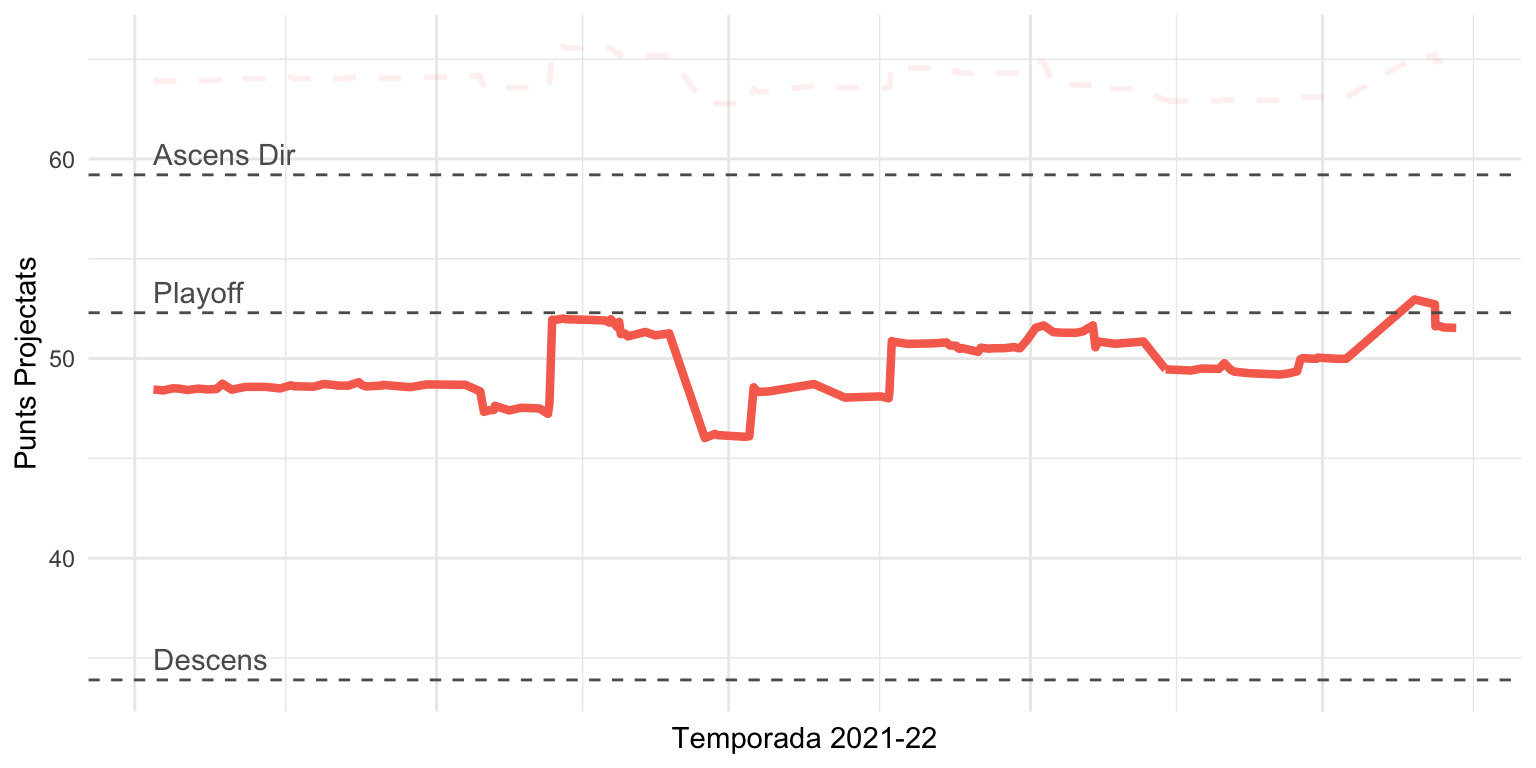 60
50
40
Ascens Dir
Playoff
Descens
Punts Projectats
Temporada 2021-22